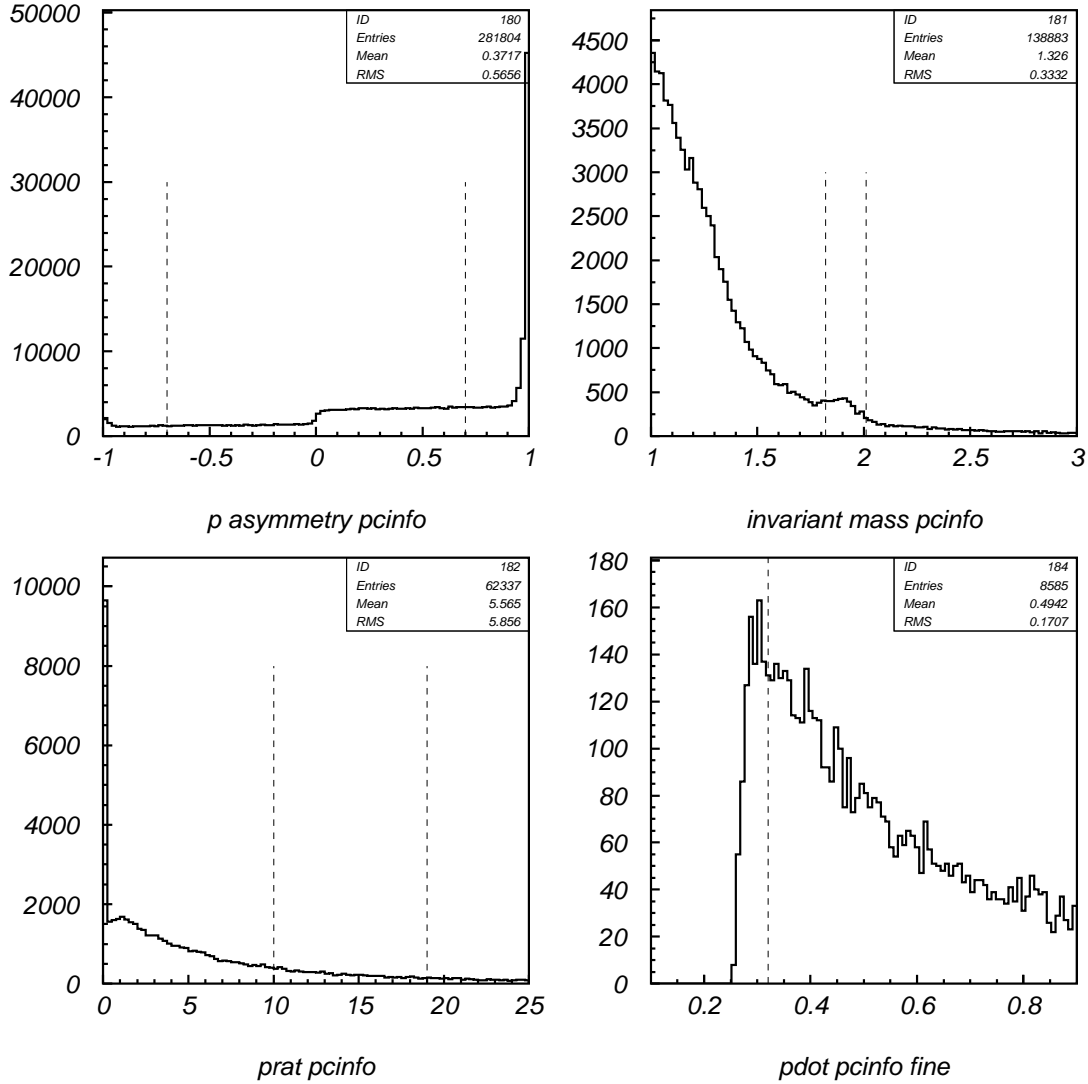 50000
40000
30000
20000
10000
0
-1 -0.5 0 0.5 1
ID 180
Entries 281804
Mean 0.3717
RMS 0.5656
p asymmetry pcinfo
4500
4000
3500
3000
2500
2000
1500
1000
500
0
1 1.5 2 2.5 3
ID 181
Entries 138883
Mean 1.326
RMS 0.3332
invariant mass pcinfo
10000
8000
6000
4000
2000
0
0 5 10 15 20 25
ID 182
Entries 62337
Mean 5.565
RMS 5.856
prat pcinfo
180
160
140
120
100
80
60
40
20
0
0.2 0.4 0.6 0.8
ID 184
Entries 8585
Mean 0.4942
RMS 0.1707
pdot pcinfo fine